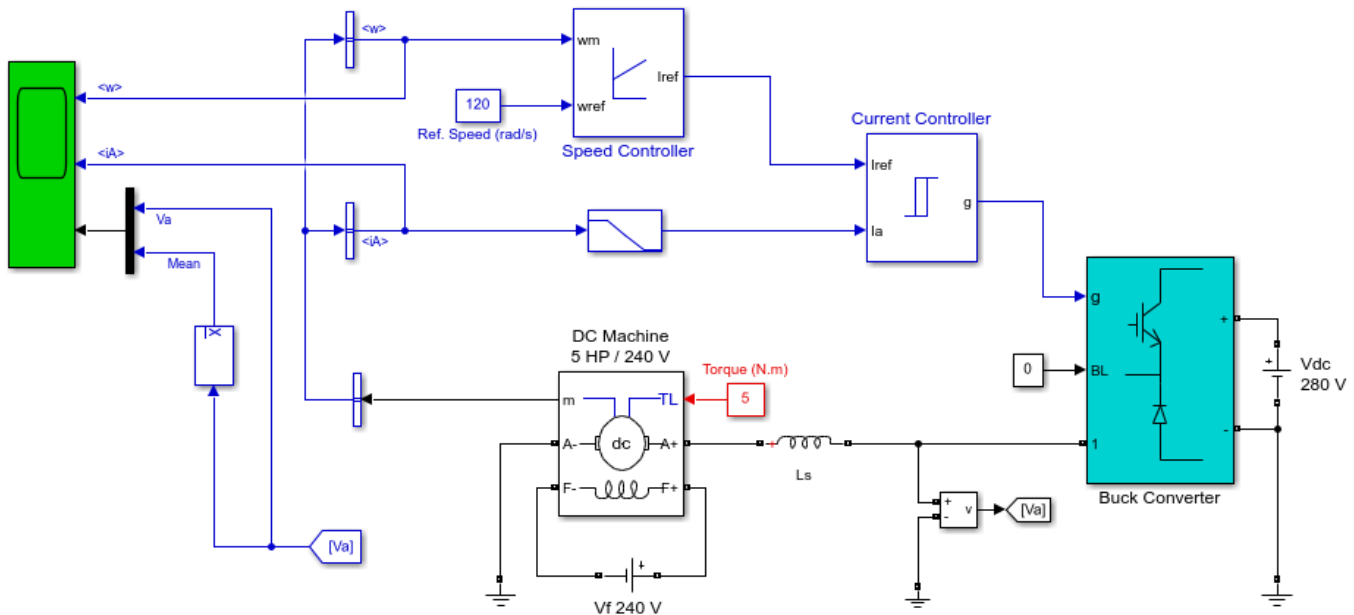 <w>
wm
Iref
wref
120
Ref. Speed (rad/s)
Speed Controller
<w>
<iA>
Current Controller
Iref
Ia
g
Va
Mean
<iA>
g
BL
1
+
-
Buck Converter
0
+
Vdc
280 V
DC Machine
5 HP / 240 V
Torque (N.m)
5
m
TL
A-
dc
A+
F-
F+
+
Ls
+
-
v
[Va]
[Va]
+
Vf 240 V